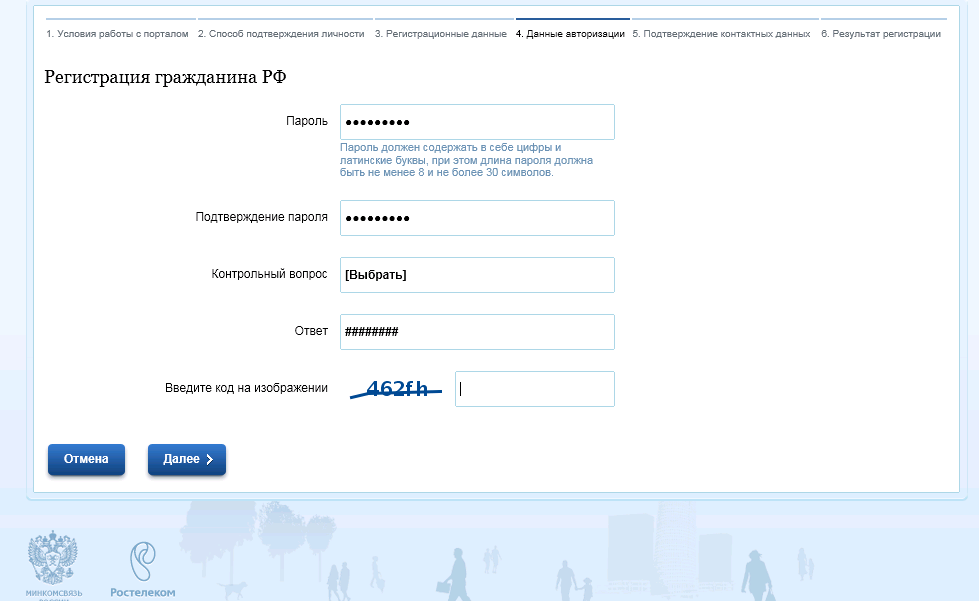 1. Условия работы с порталом 2. Способ подтверждения личности 3. Регистрационные данные 4. Данные авторизации 5. Подтверждение контактных данных 6. Результат регистрации
Регистрация гражданина РФ
Пароль ●●●●●●●●●
Пароль должен содержать в себе цифры и
латинские буквы, при этом длина пароля должна
быть не менее 8 и не более 30 символов.
Подтверждение пароля ●●●●●●●●●
Контрольный вопрос [Выбрать]
Ответ ########
Введите код на изображении 462fh
Отмена Далее
МИНКОМСВЯЗЬ Ростелеком
РОССИИ